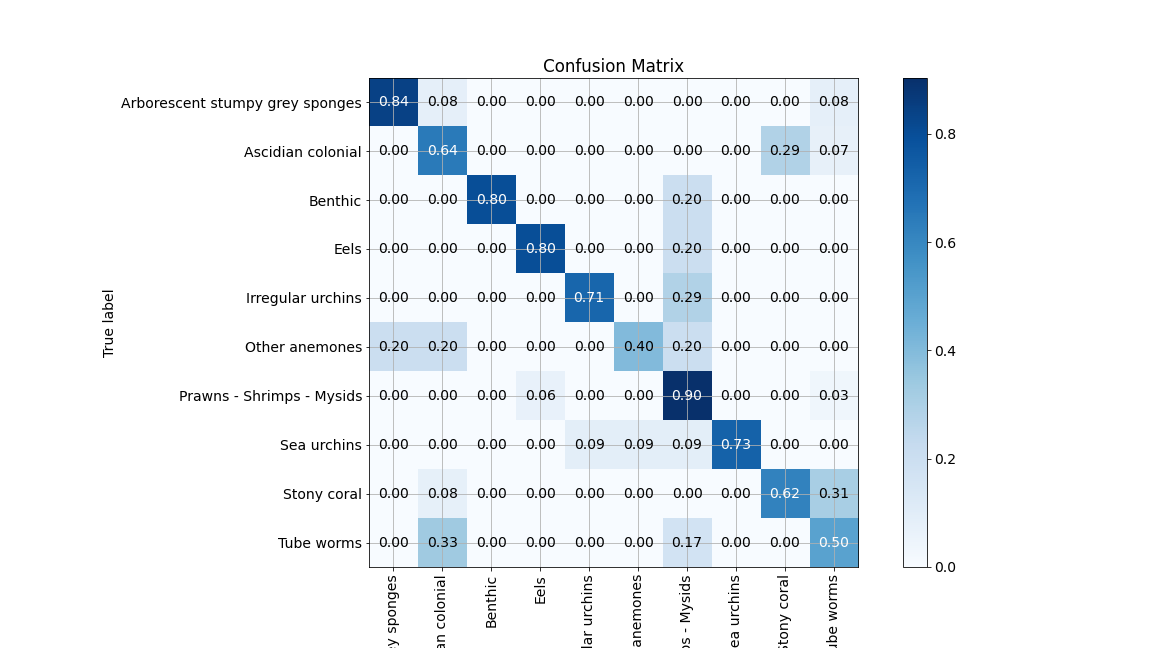 Confusion Matrix
Arborescent stumpy grey sponges 0.84 0.08 0.00 0.00 0.00 0.00 0.00 0.00 0.00 0.08
Ascidian colonial 0.00 0.64 0.00 0.00 0.00 0.00 0.00 0.00 0.29 0.07
Benthic 0.00 0.00 0.80 0.00 0.00 0.00 0.20 0.00 0.00 0.00
Eels 0.00 0.00 0.00 0.80 0.00 0.00 0.20 0.00 0.00 0.00
Irregular urchins 0.00 0.00 0.00 0.00 0.71 0.00 0.29 0.00 0.00 0.00
Other anemones 0.20 0.20 0.00 0.00 0.00 0.40 0.20 0.00 0.00 0.00
Prawns - Shrimps - Mysids 0.00 0.00 0.00 0.06 0.00 0.00 0.90 0.00 0.00 0.03
Sea urchins 0.00 0.00 0.00 0.00 0.09 0.09 0.09 0.73 0.00 0.00
Stony coral 0.00 0.08 0.00 0.00 0.00 0.00 0.00 0.00 0.62 0.31
Tube worms 0.00 0.33 0.00 0.00 0.00 0.00 0.17 0.00 0.00 0.50
True label
sponges
colonial
Benthic
Eels
urchins
anemones
- Mysids
urchins
Stony coral
worms
0.8
0.6
0.4
0.2
0.0